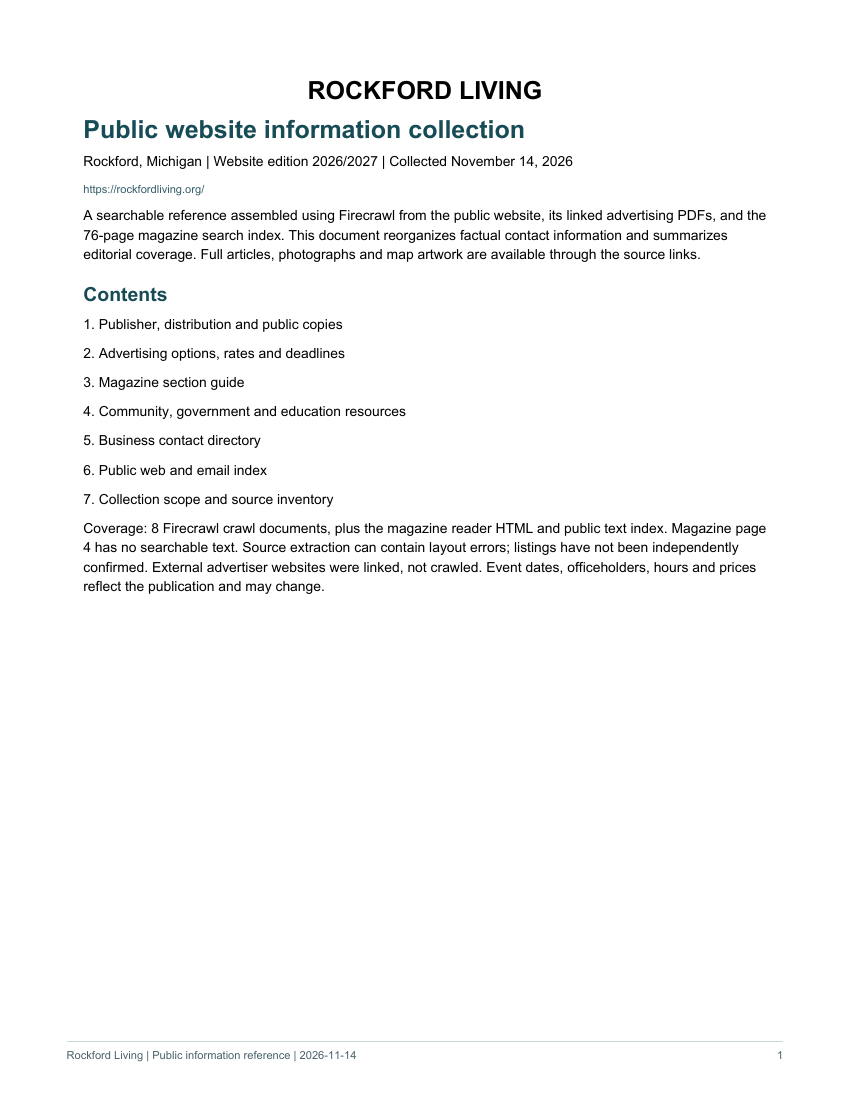 ROCKFORD LIVING
Public website information collection
Rockford, Michigan | Website edition 2026/2027 | Collected November 14, 2026
https://rockfordliving.org/
A searchable reference assembled using Firecrawl from the public website, its linked advertising PDFs, and the
76-page magazine search index. This document reorganizes factual contact information and summarizes
editorial coverage. Full articles, photographs and map artwork are available through the source links.
Contents
1. Publisher, distribution and public copies
2. Advertising options, rates and deadlines
3. Magazine section guide
4. Community, government and education resources
5. Business contact directory
6. Public web and email index
7. Collection scope and source inventory
Coverage: 8 Firecrawl crawl documents, plus the magazine reader HTML and public text index. Magazine page
4 has no searchable text. Source extraction can contain layout errors; listings have not been independently
confirmed. External advertiser websites were linked, not crawled. Event dates, officeholders, hours and prices
reflect the publication and may change.
Rockford Living | Public information reference | 2026-11-14
1